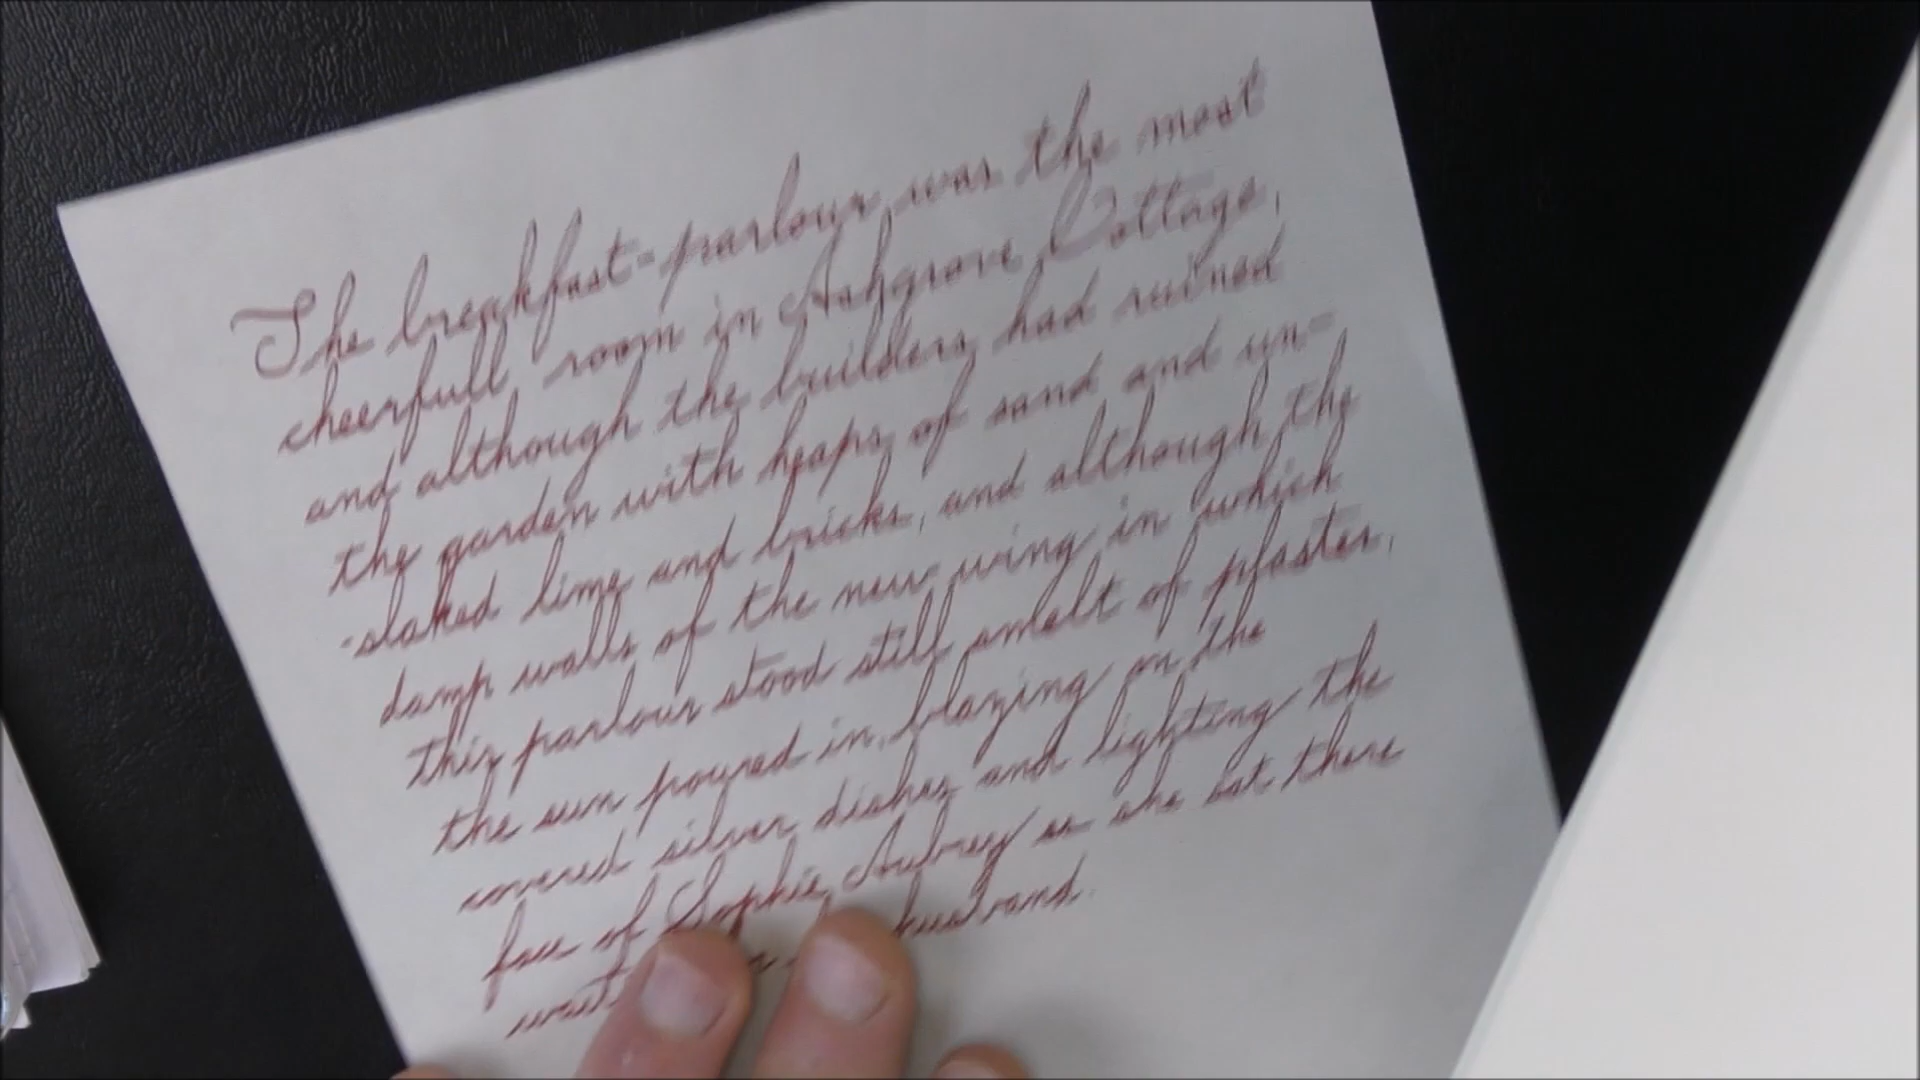 The breakfast-parlour was the most
cheerfull room in Ashgrove Cottage,
and although the builders had ruined
the garden with heaps of sand and un-
-slaked lime and bricks, and although the
damp walls of the new wing in which
this parlour stood still smelt of plaster,
the sun poured in, blazing on the
covered silver dishes and lighting the
face of Sophie Aubrey as she sat there
husband.